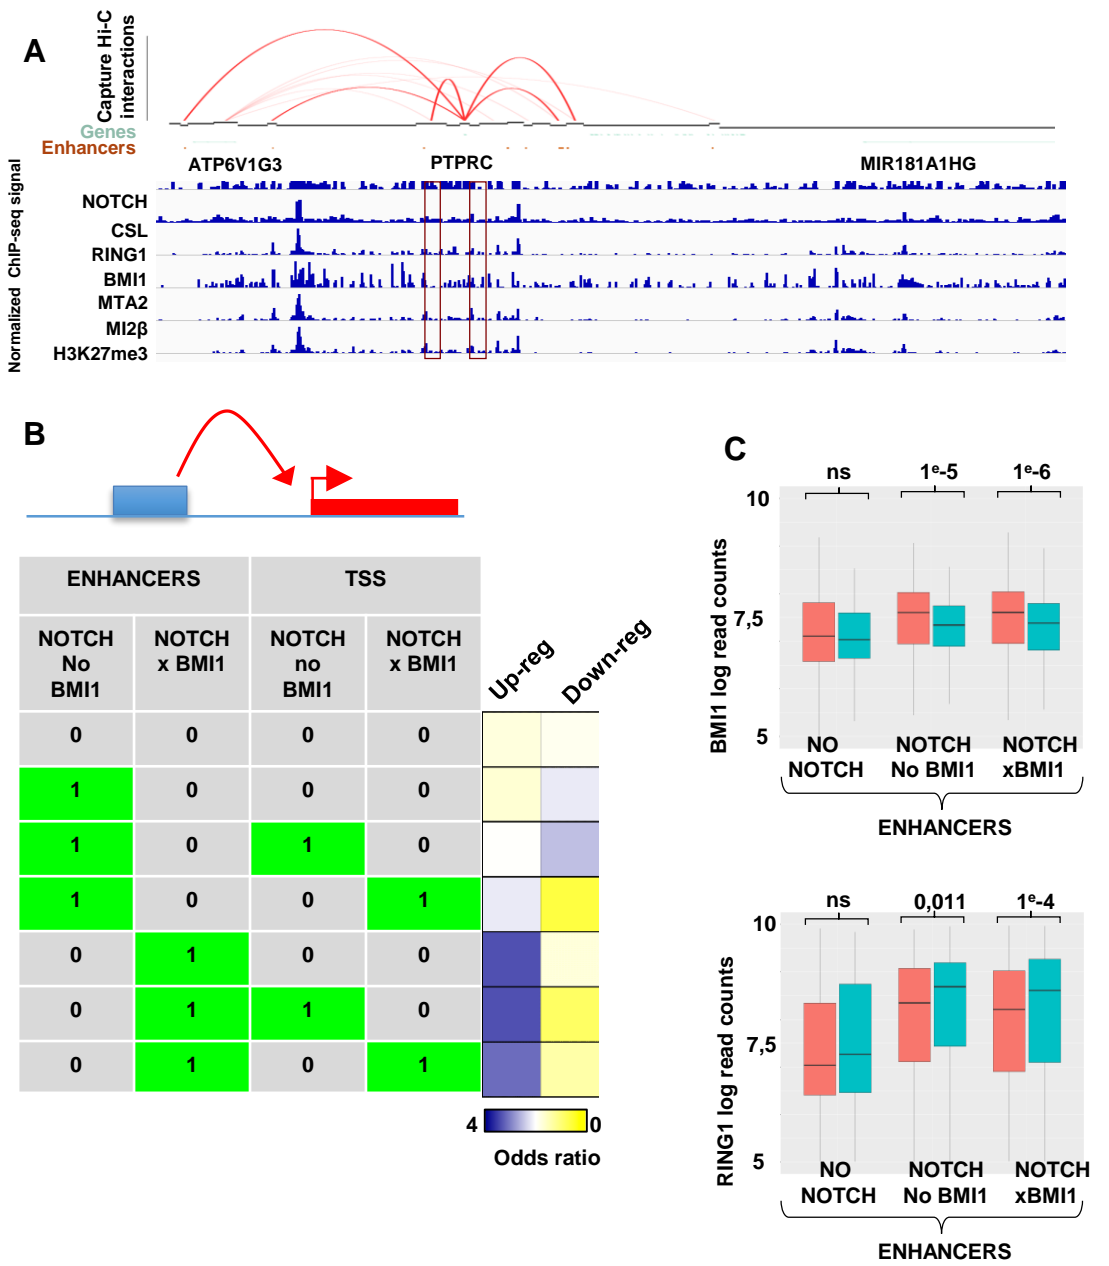 A
Capture Hi-C
interactions
Genes
Enhancers
ATP6V1G3
PTPRC
MIR181A1HG
Normalized ChIP-seq signal
NOTCH
CSL
RING1
BMI1
MTA2
MI2β
H3K27me3
B
ENHANCERS
TSS
NOTCH
No
BMI1
NOTCH
x BMI1
NOTCH
no
BMI1
NOTCH
x BMI1
Up-reg
Down-reg
0 0 0 0
1 0 0 0
1 0 1 0
1 0 0 1
0 1 0 0
0 1 1 0
0 1 0 1
4
0
Odds ratio
C
ns
1e-5
1e-6
BMI1 log read counts
10
7,5
5
NO
NOTCH
NOTCH
No BMI1
NOTCH
xBMI1
ENHANCERS
ns
0,011
1e-4
RING1 log read counts
10
7,5
5
NO
NOTCH
NOTCH
No BMI1
NOTCH
xBMI1
ENHANCERS